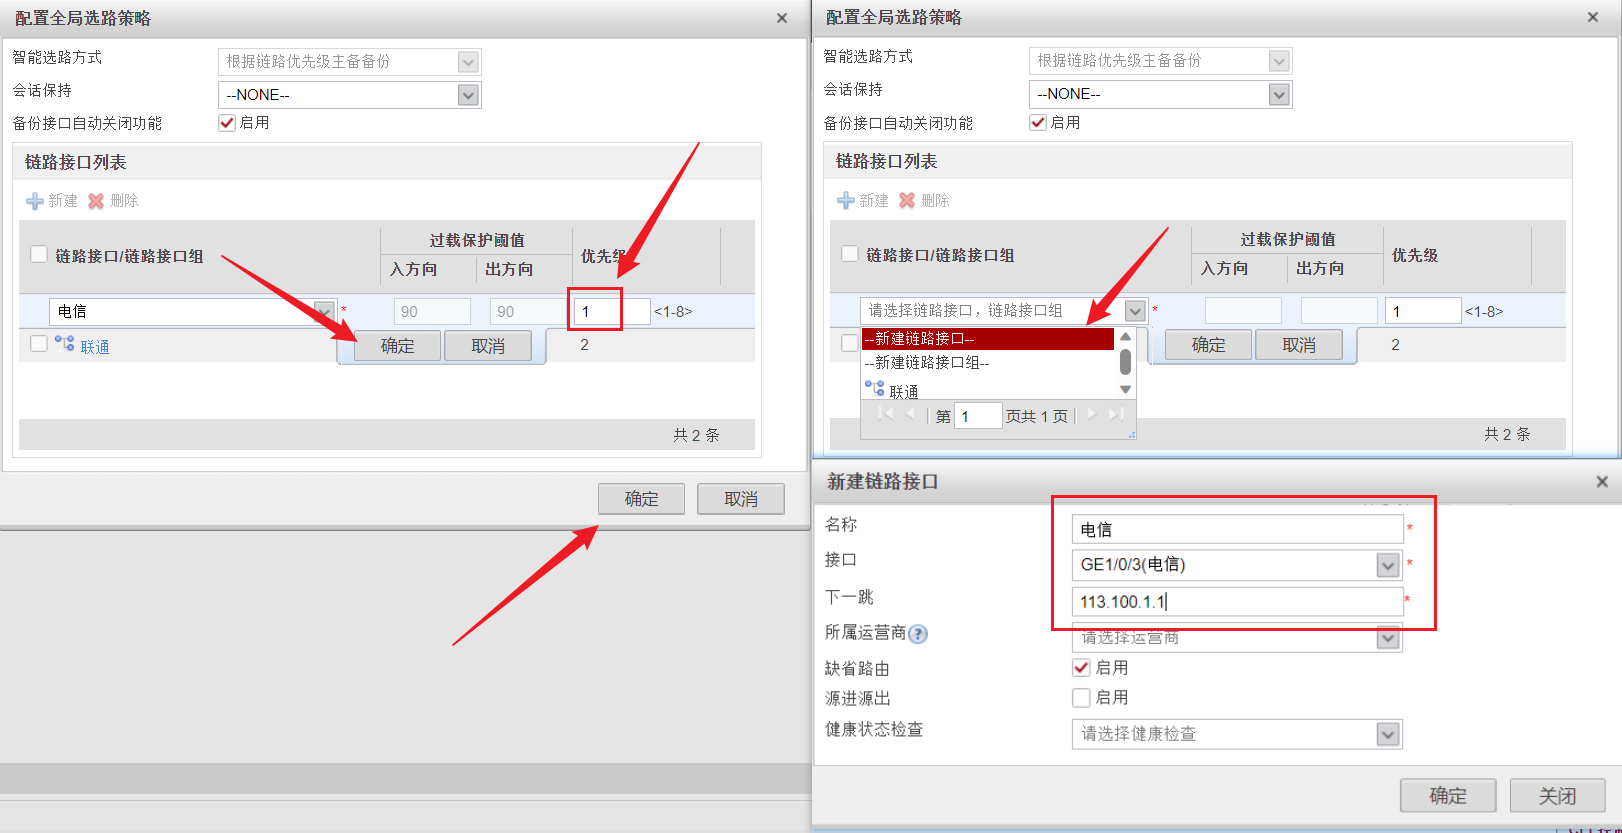 配置全局选路策略
智能选路方式
根据链路优先级主备备份
会话保持
--NONE--
备份接口自动关闭功能
启用
链路接口列表
新建 删除
链路接口/链路接口组
过载保护阈值
入方向 出方向
优先级
电信
*
90
90
1
<1-8>
联通
确定 取消
2
共 2 条
确定 取消
配置全局选路策略
智能选路方式
根据链路优先级主备备份
会话保持
--NONE--
备份接口自动关闭功能
启用
链路接口列表
新建 删除
链路接口/链路接口组
过载保护阈值
入方向 出方向
优先级
请选择链路接口，链路接口组
*
1
<1-8>
--新建链路接口--
--新建链路接口组--
联通
第 1 页共 1 页
确定 取消
2
共 2 条
新建链路接口
名称
电信
*
接口
GE1/0/3(电信)
*
下一跳
113.100.1.1
*
所属运营商
请选择运营商
缺省路由
启用
源进源出
启用
健康状态检查
请选择健康检查
确定 关闭